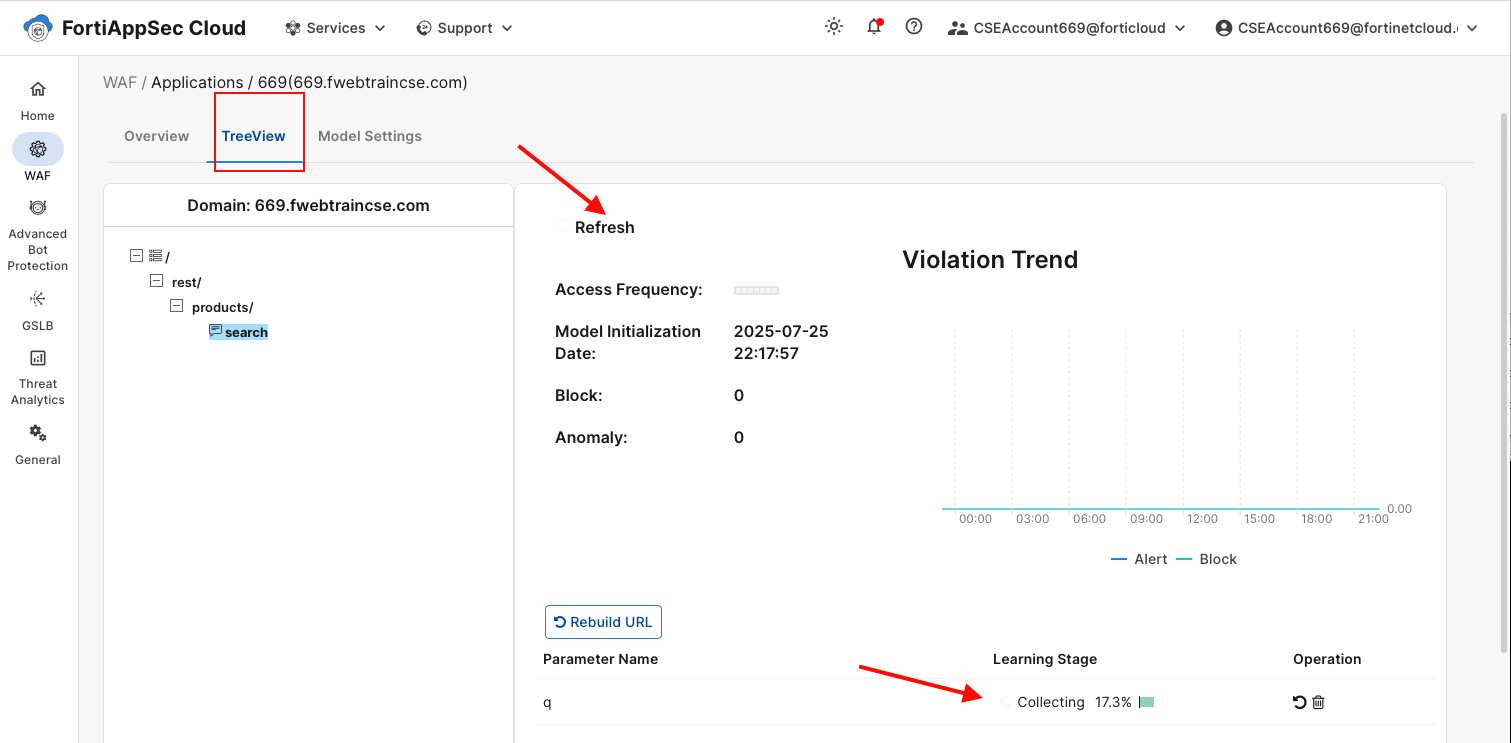 FortiAppSec Cloud
Services
Support
CSEAccount669@forticloud
CSEAccount669@fortinetcloud.
WAF / Applications / 669(669.fwebtraincse.com)
Home
WAF
Advanced
Bot
Protection
GSLB
Threat
Analytics
General
Overview
TreeView
Model Settings
Domain: 669.fwebtraincse.com
/
rest/
products/
search
Refresh
Access Frequency:
Model Initialization
Date:
2025-07-25
22:17:57
Block:
0
Anomaly:
0
Violation Trend
0.00
00:00
03:00
06:00
09:00
12:00
15:00
18:00
21:00
Alert
Block
Rebuild URL
Parameter Name
Learning Stage
Operation
q
Collecting 17.3%